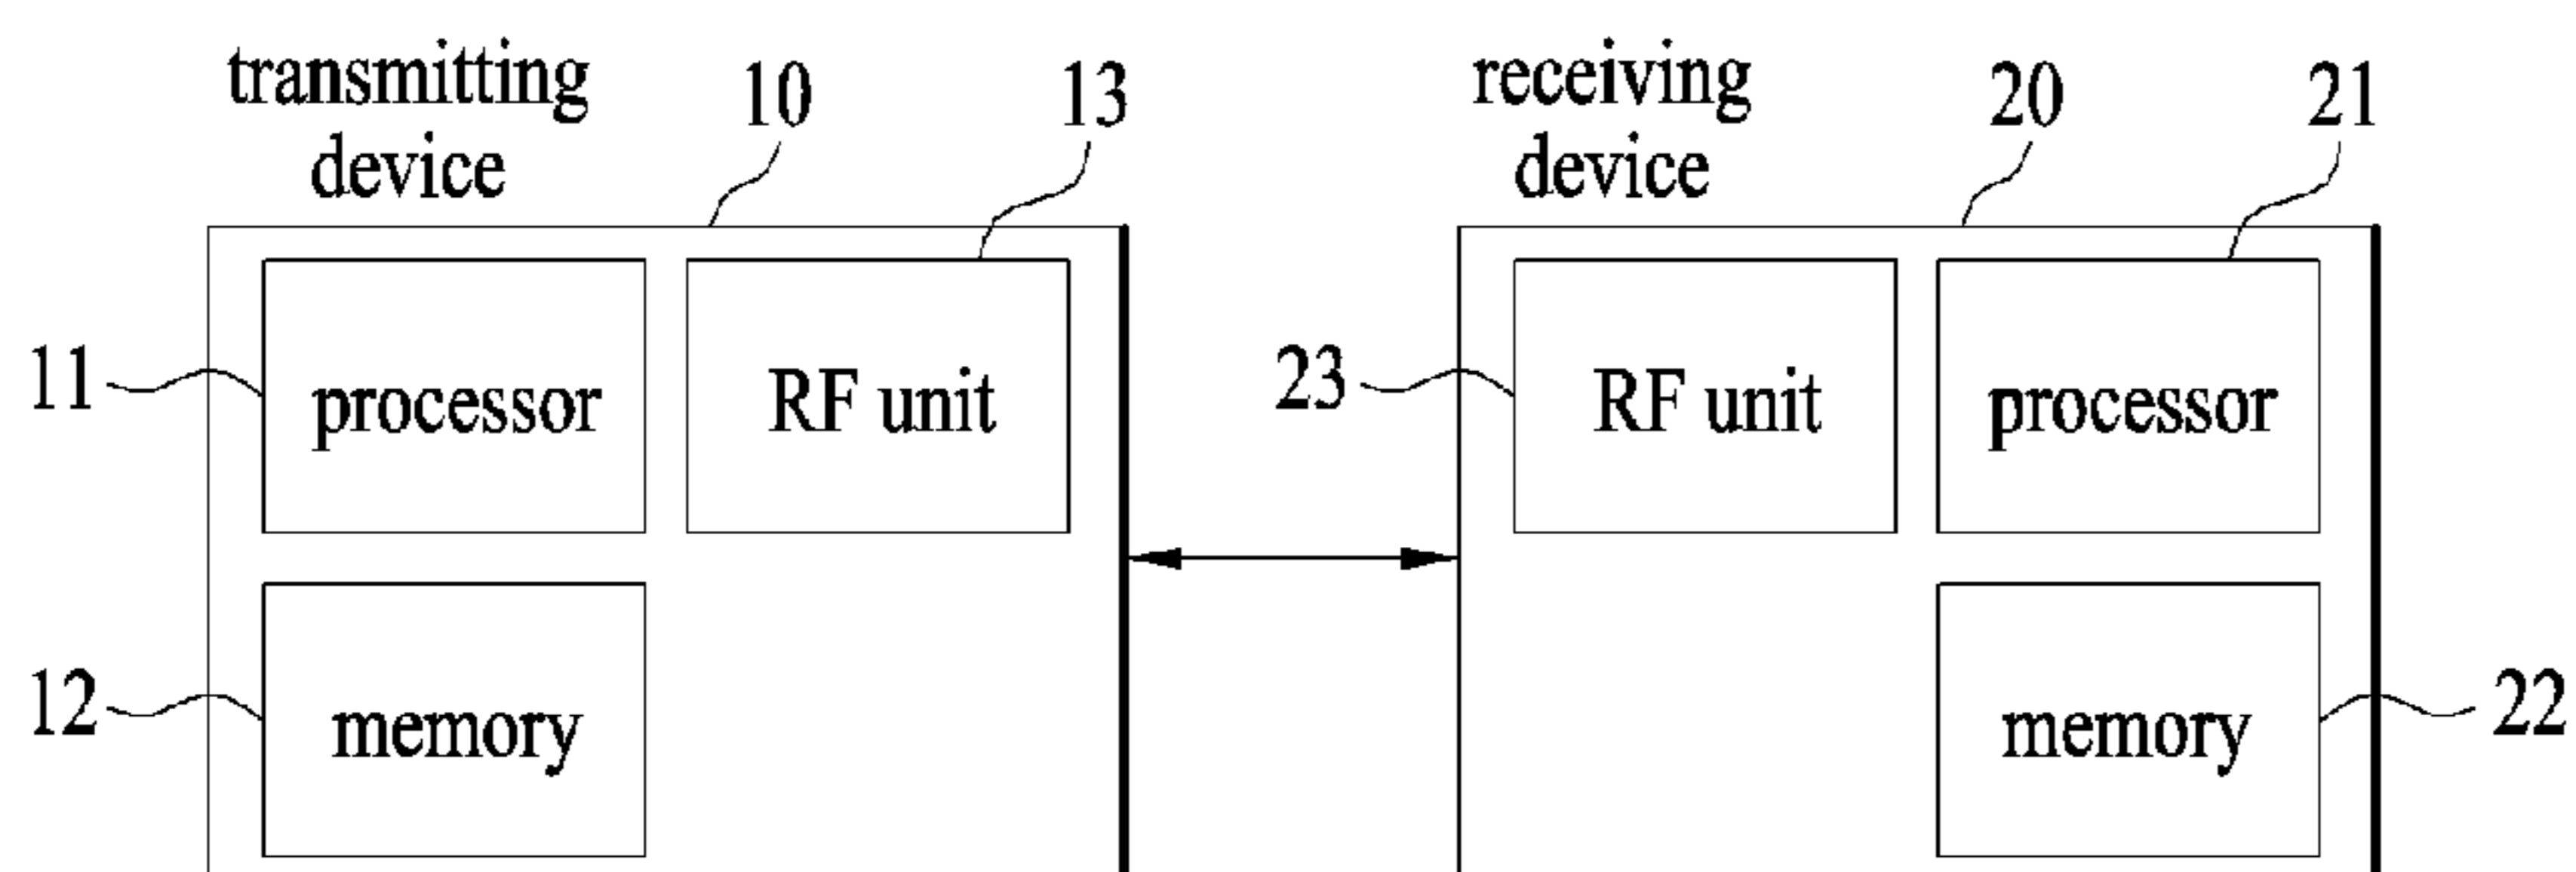 transmitting
device
10
13
receiving
device
20
21
11
processor
RF unit
23
RF unit
processor
12
memory
memory
22